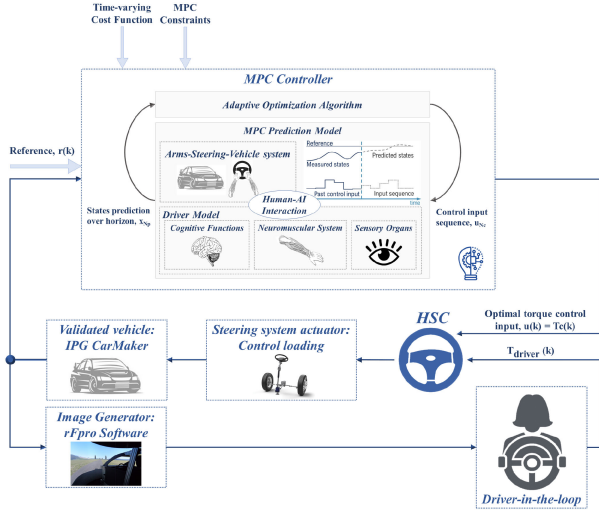 Time-varying
Cost Function
MPC
Constraints
MPC Controller
Adaptive Optimization Algorithm
MPC Prediction Model
Reference, r(k)
Arms-Steering-Vehicle system
Reference
Measured states
Predicted states
Past control input
Input sequence
time
Human-AI
Interaction
States prediction
over horizon, xNp
Driver Model
Cognitive Functions
Neuromuscular System
Sensory Organs
Control input
sequence, uNc
Validated vehicle:
IPG CarMaker
Steering system actuator:
Control loading
HSC
Optimal torque control
input, u(k) = Tc(k)
Tdriver (k)
Image Generator:
rFpro Software
Driver-in-the-loop